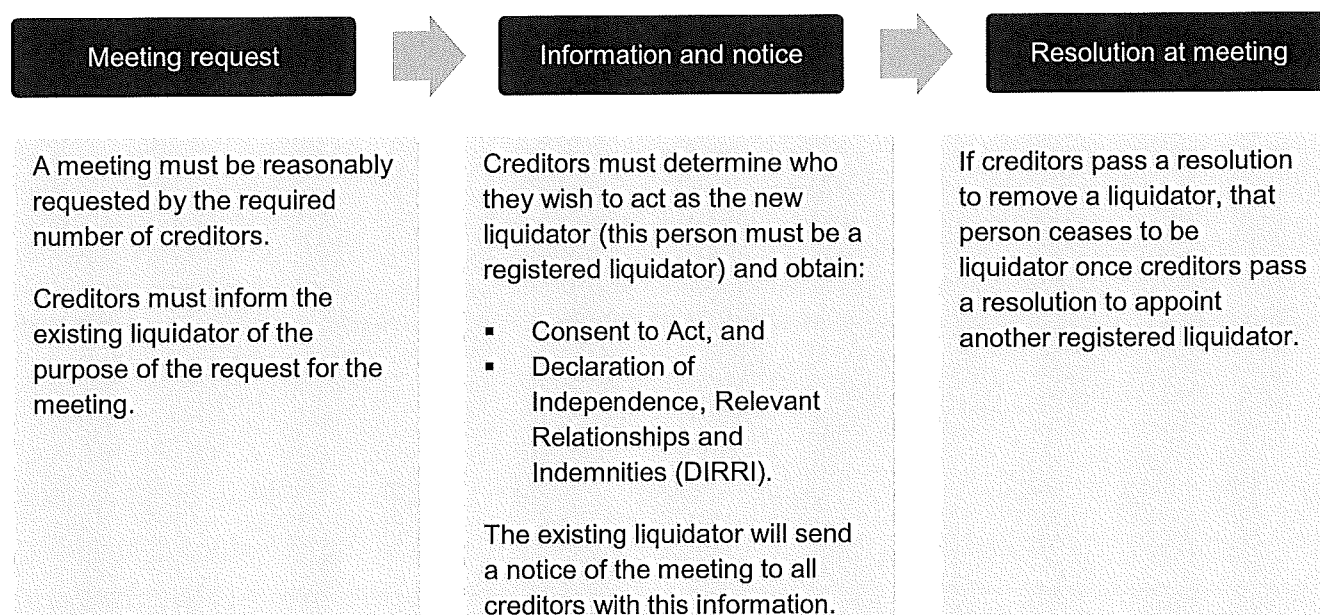 Meeting request
Information and notice
Resolution at meeting
A meeting must be reasonably
requested by the required
number of creditors.
Creditors must inform the
existing liquidator of the
purpose of the request for the
meeting.
Creditors must determine who
they wish to act as the new
liquidator (this person must be a
registered liquidator) and obtain:
▪ Consent to Act, and
▪ Declaration of
Independence, Relevant
Relationships and
Indemnities (DIRRI).
The existing liquidator will send
a notice of the meeting to all
creditors with this information.
If creditors pass a resolution
to remove a liquidator, that
person ceases to be
liquidator once creditors pass
a resolution to appoint
another registered liquidator.